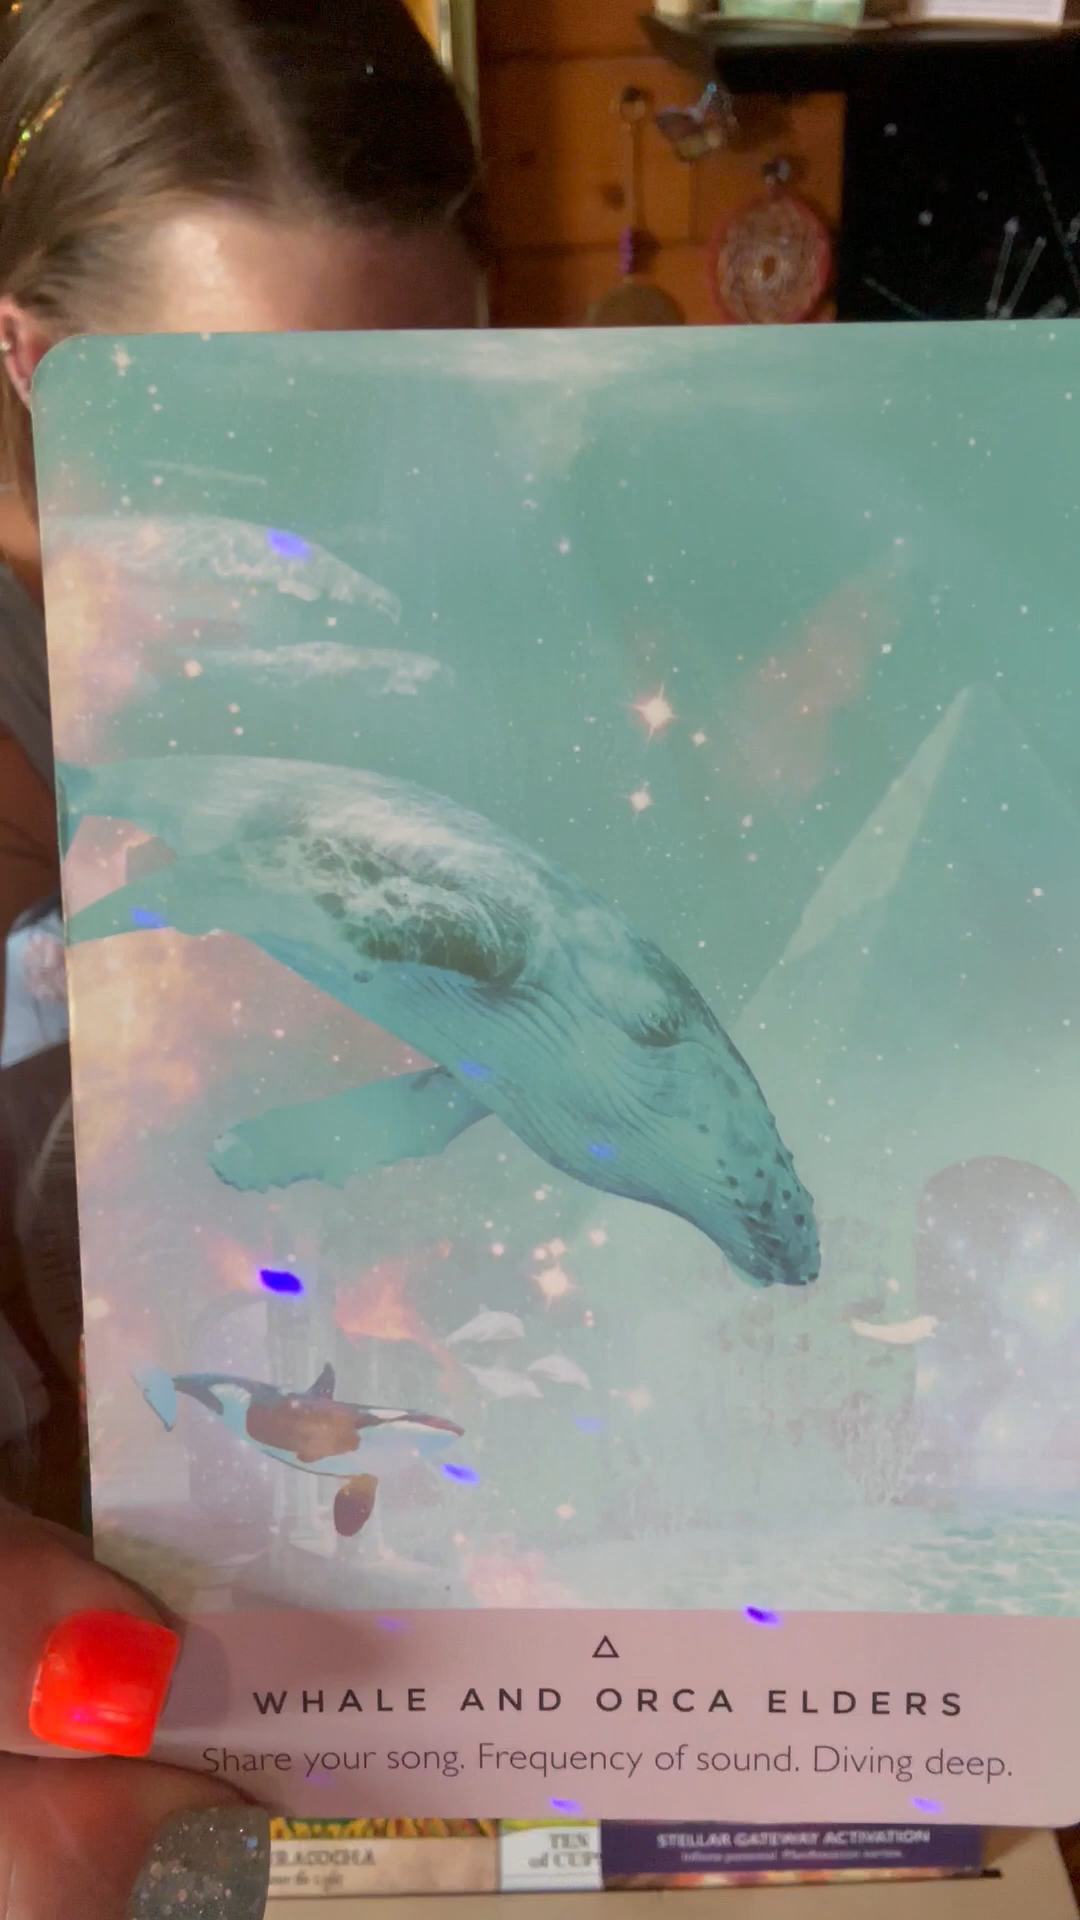 WHALE AND ORCA ELDERS
Share your song. Frequency of sound. Diving deep.
TEN
of CUPS
STELLAR GATEWAY ACTIVATION